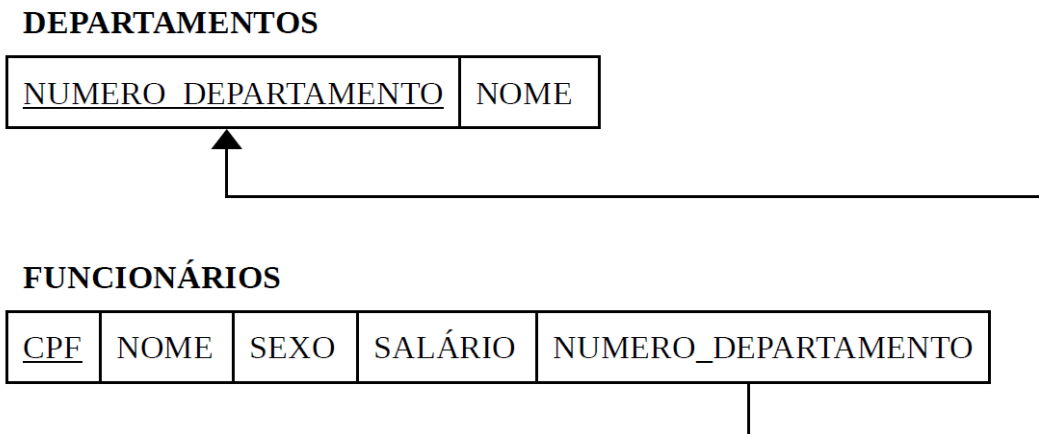 DEPARTAMENTOS
NUMERO_DEPARTAMENTO NOME
FUNCIONÁRIOS
CPF NOME SEXO SALÁRIO NUMERO_DEPARTAMENTO